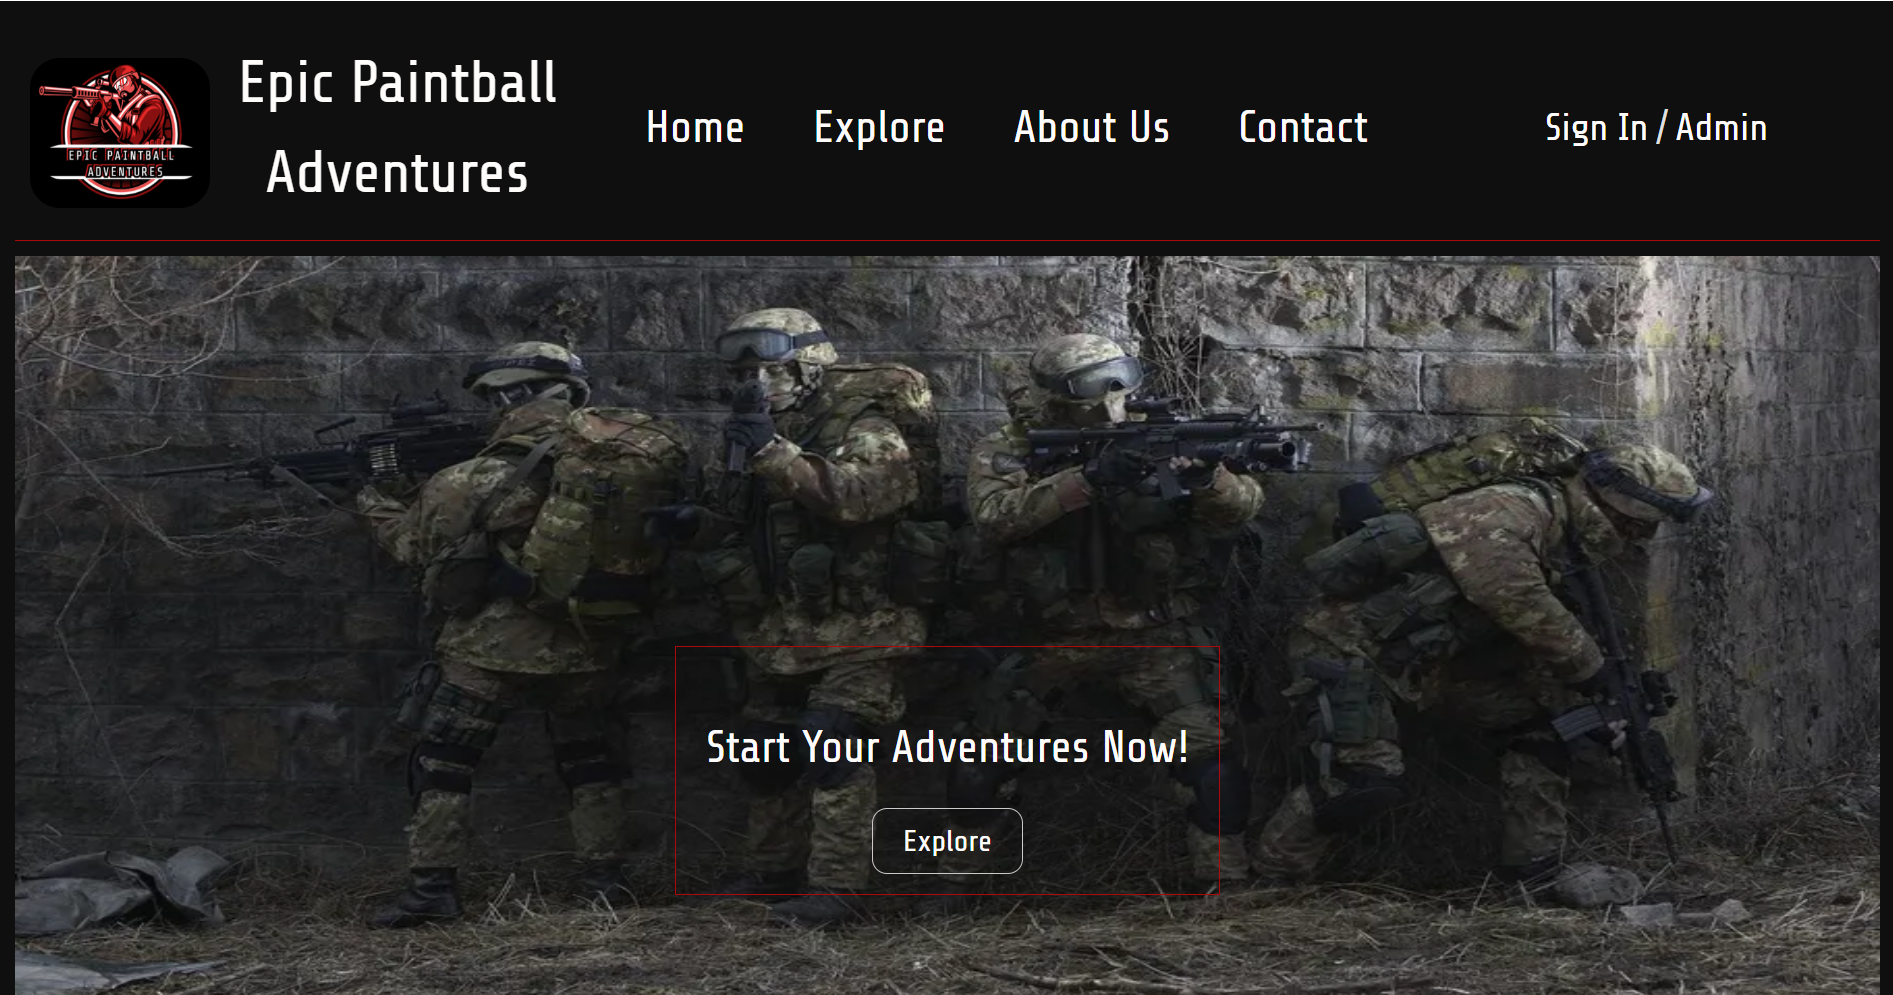 EPIC PAINTBALL
ADVENTURES
Epic Paintball
Adventures
Home Explore About Us Contact Sign In / Admin
Start Your Adventures Now!
Explore